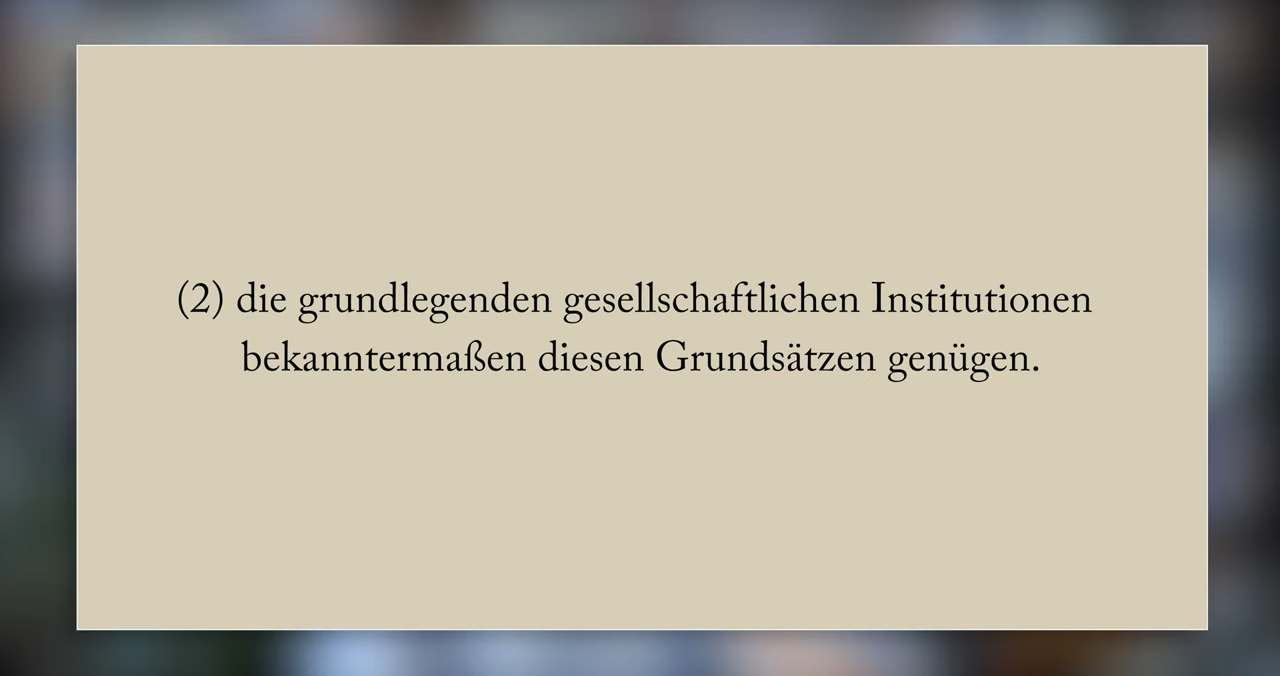 (2) die grundlegenden gesellschaftlichen Institutionen
bekanntermaßen diesen Grundsätzen genügen.